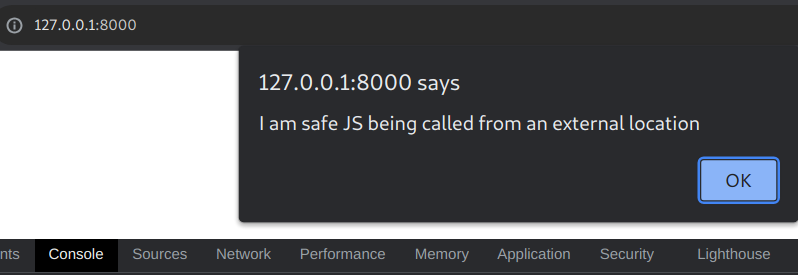 127.0.0.1:8000
127.0.0.1:8000 says
I am safe JS being called from an external location
OK
nts Console Sources Network Performance Memory Application Security Lighthouse